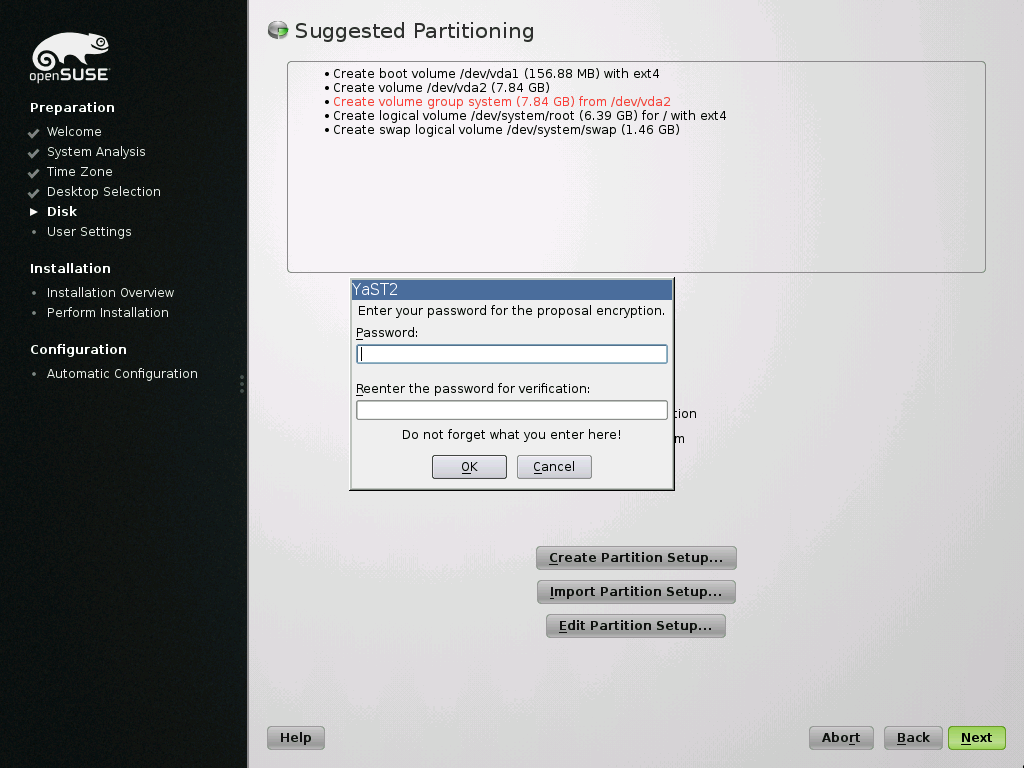 openSUSE
Preparation
Welcome
System Analysis
Time Zone
Desktop Selection
Disk
User Settings
Installation
Installation Overview
Perform Installation
Configuration
Automatic Configuration
Suggested Partitioning
• Create boot volume /dev/vda1 (156.88 MB) with ext4
• Create volume /dev/vda2 (7.84 GB)
• Create volume group system (7.84 GB) from /dev/vda2
• Create logical volume /dev/system/root (6.39 GB) for / with ext4
• Create swap logical volume /dev/system/swap (1.46 GB)
YaST2
Enter your password for the proposal encryption.
Password:
Reenter the password for verification:
Do not forget what you enter here!
OK Cancel
tion
m
Create Partition Setup...
Import Partition Setup...
Edit Partition Setup...
Help Abort Back Next